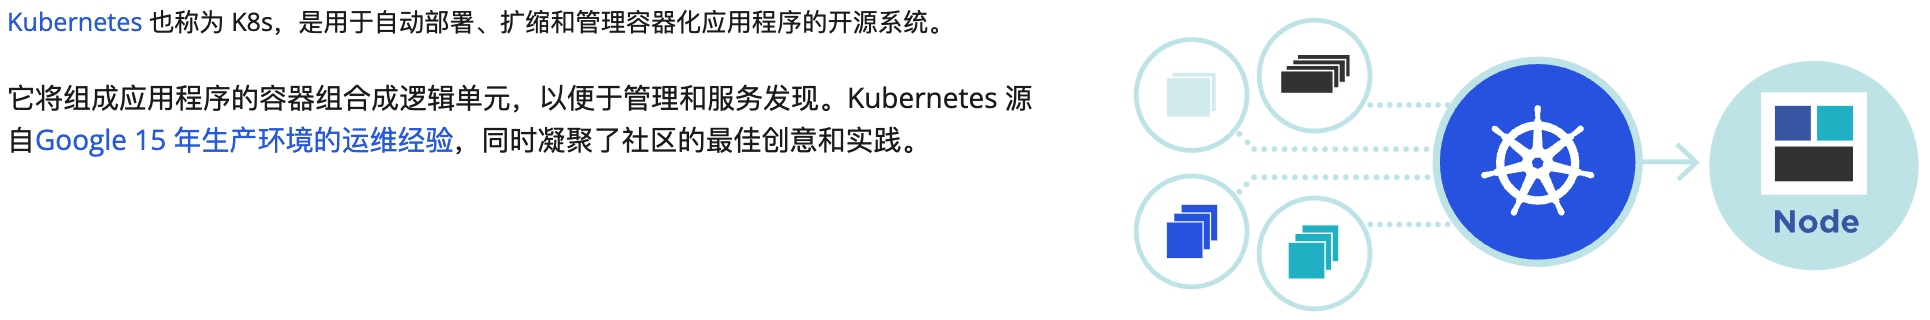 Kubernetes 也称为 K8s，是用于自动部署、扩缩和管理容器化应用程序的开源系统。
它将组成应用程序的容器组合成逻辑单元，以便于管理和服务发现。Kubernetes 源
自Google 15 年生产环境的运维经验，同时凝聚了社区的最佳创意和实践。
Node